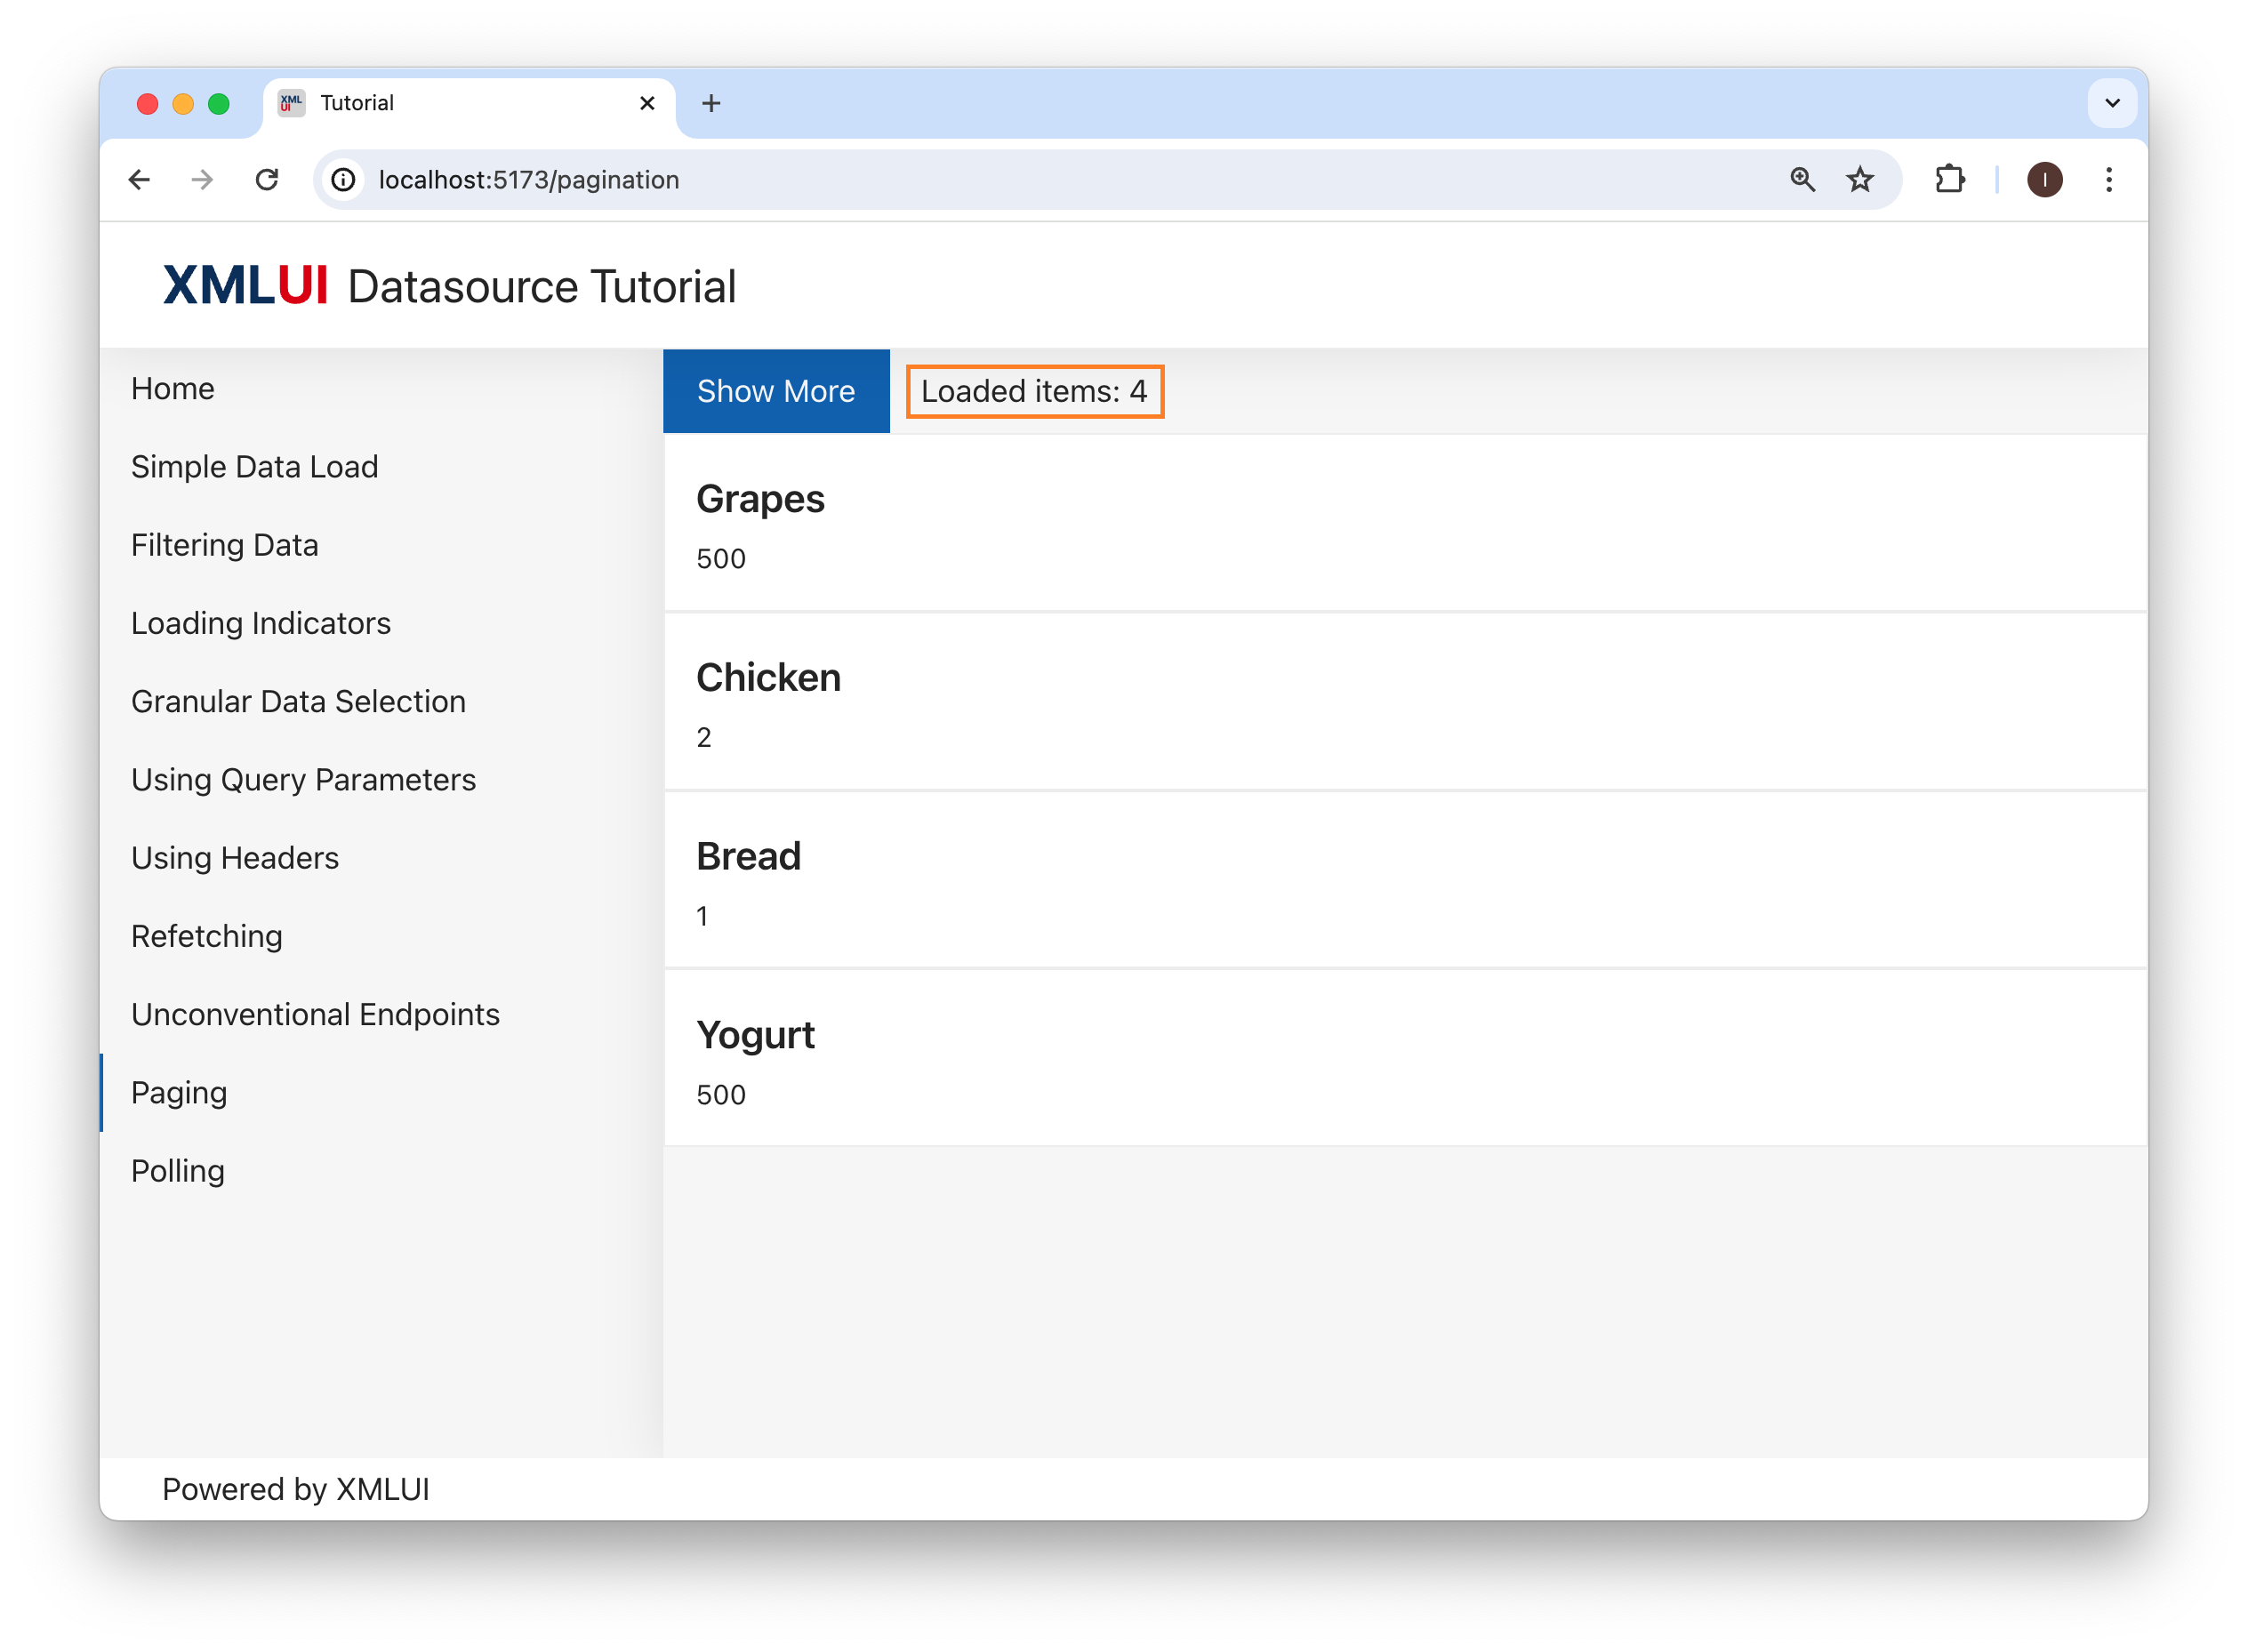 XML UI Tutorial
localhost:5173/pagination
I
XMLUI Datasource Tutorial
Home
Simple Data Load
Filtering Data
Loading Indicators
Granular Data Selection
Using Query Parameters
Using Headers
Refetching
Unconventional Endpoints
Paging
Polling
Show More Loaded items: 4
Grapes
500
Chicken
2
Bread
1
Yogurt
500
Powered by XMLUI